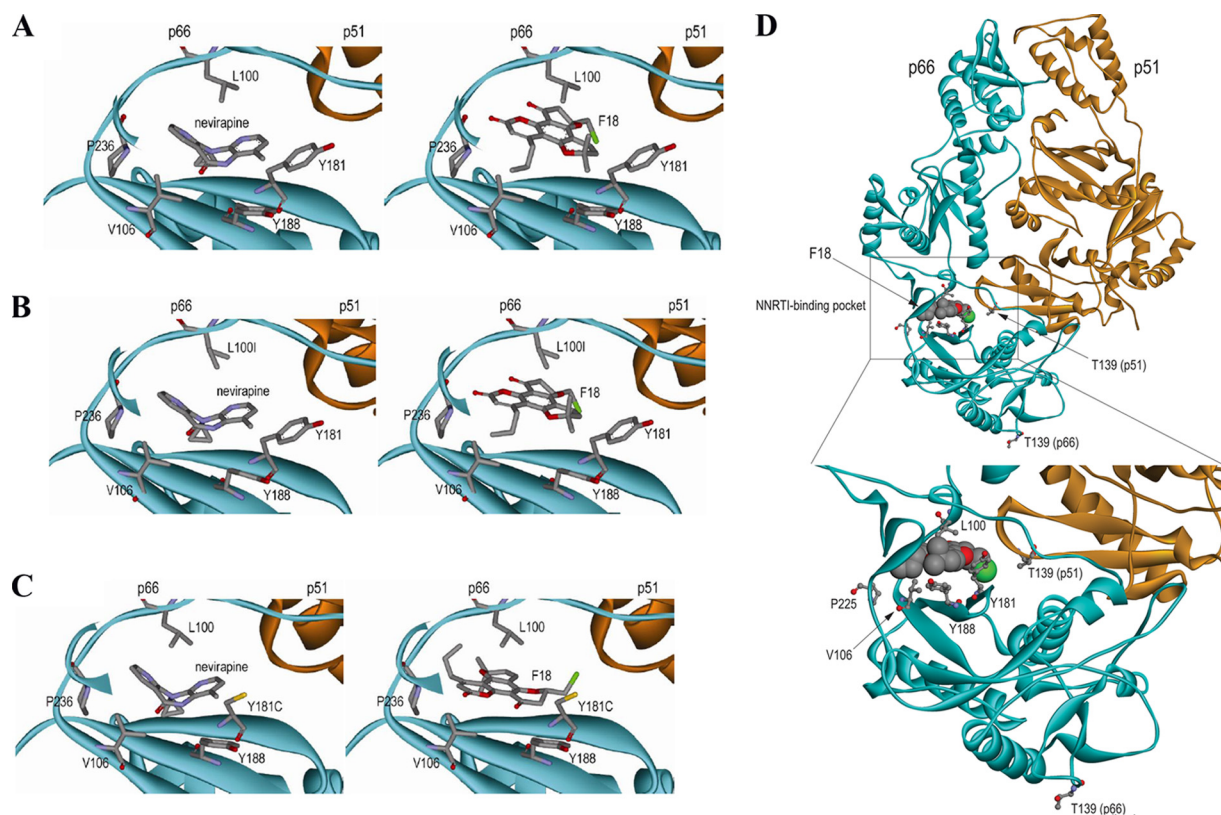 A
p66
p51
L100
nevirapine
P236
Y181
V106
Y188
p66
p51
L100
F18
P236
Y181
V106
Y188
B
p66
p51
L100I
nevirapine
P236
Y181
V106
Y188
p66
p51
L100I
F18
P236
Y181
V106
Y188
C
p66
p51
L100
nevirapine
P236
Y181C
V106
Y188
p66
p51
L100
F18
P236
Y181C
V106
Y188
D
p66
p51
F18
NNRTI-binding pocket
T139 (p51)
T139 (p66)
L100
T139 (p51)
P225
Y181
Y188
V106
T139 (p66)